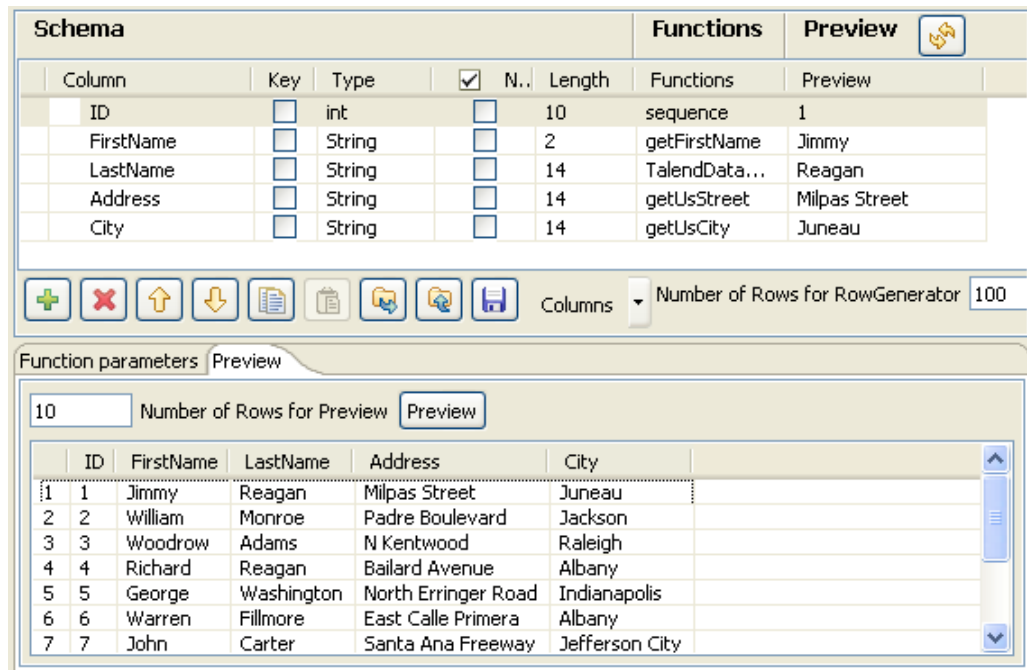 Schema Functions Preview
Column Key Type N.. Length Functions Preview
ID int 10 sequence 1
FirstName String 2 getFirstName Jimmy
LastName String 14 TalendData... Reagan
Address String 14 getUsStreet Milpas Street
City String 14 getUsCity Juneau
Columns Number of Rows for RowGenerator 100
Function parameters Preview
10 Number of Rows for Preview Preview
ID FirstName LastName Address City
1 1 Jimmy Reagan Milpas Street Juneau
2 2 William Monroe Padre Boulevard Jackson
3 3 Woodrow Adams N Kentwood Raleigh
4 4 Richard Reagan Bailard Avenue Albany
5 5 George Washington North Erringer Road Indianapolis
6 6 Warren Fillmore East Calle Primera Albany
7 7 John Carter Santa Ana Freeway Jefferson City